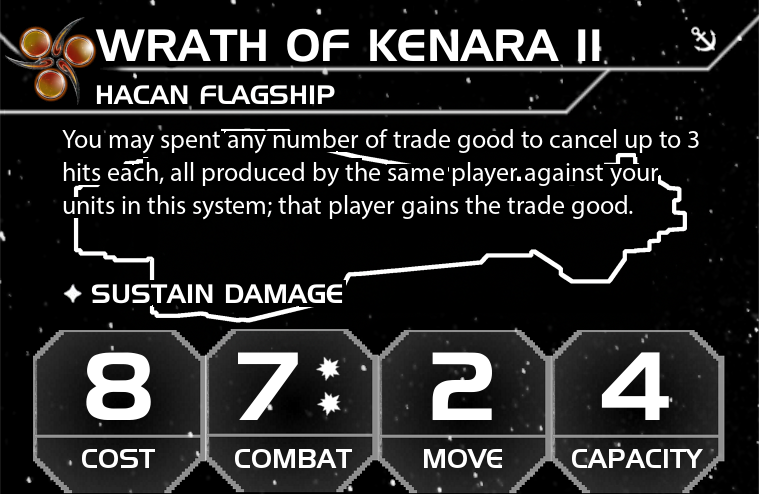 WRATH OF KENARA II
HACAN FLAGSHIP
You may spent any number of trade good to cancel up to 3
hits each, all produced by the same player against your
units in this system; that player gains the trade good.
SUSTAIN DAMAGE
8 7 2 4
COST COMBAT MOVE CAPACITY